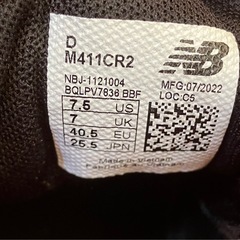 D
M411CR2
NB
NBJ-1121004
BQLPV7836 BBF
MFG:07/2022
LOC:C5
7.5 US
7 UK
40.5 EU
25.5 JPN
Made in Vietnam